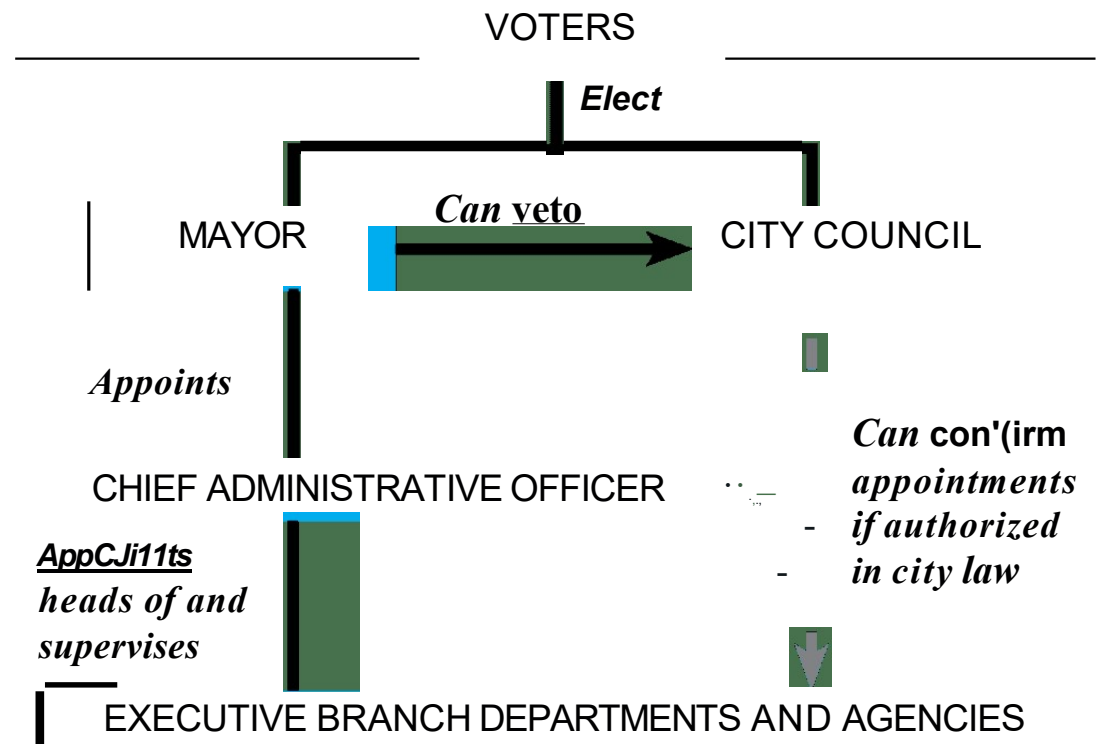 VOTERS
Elect
Can veto
MAYOR
CITY COUNCIL
Appoints
Can con'(irm
appointments
if authorized
in city law
CHIEF ADMINISTRATIVE OFFICER
AppCJi11ts
heads of and
supervises
EXECUTIVE BRANCH DEPARTMENTS AND AGENCIES